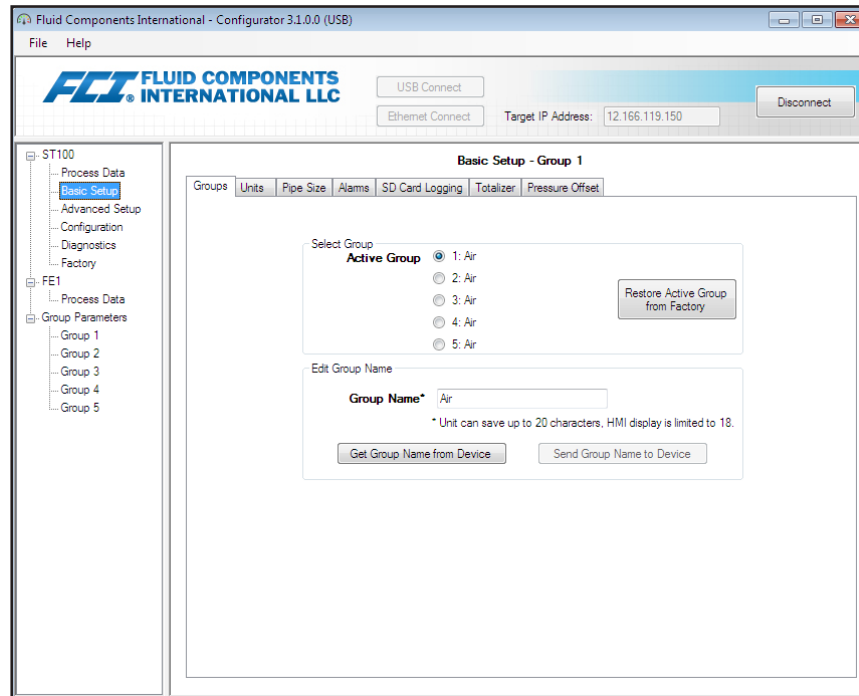 Fluid Components International - Configurator 3.1.0.0 (USB)
File Help
FCI. FLUID COMPONENTS
® INTERNATIONAL LLC
USB Connect
Ethernet Connect
Target IP Address: 12.166.119.150
Disconnect
ST100
Process Data
Basic Setup
Advanced Setup
Configuration
Diagnostics
Factory
FE1
Process Data
Group Parameters
Group 1
Group 2
Group 3
Group 4
Group 5
Basic Setup - Group 1
Groups Units Pipe Size Alarms SD Card Logging Totalizer Pressure Offset
Select Group
Active Group 1: Air
2: Air
3: Air
4: Air
5: Air
Restore Active Group
from Factory
Edit Group Name
Group Name* Air
* Unit can save up to 20 characters, HMI display is limited to 18.
Get Group Name from Device Send Group Name to Device